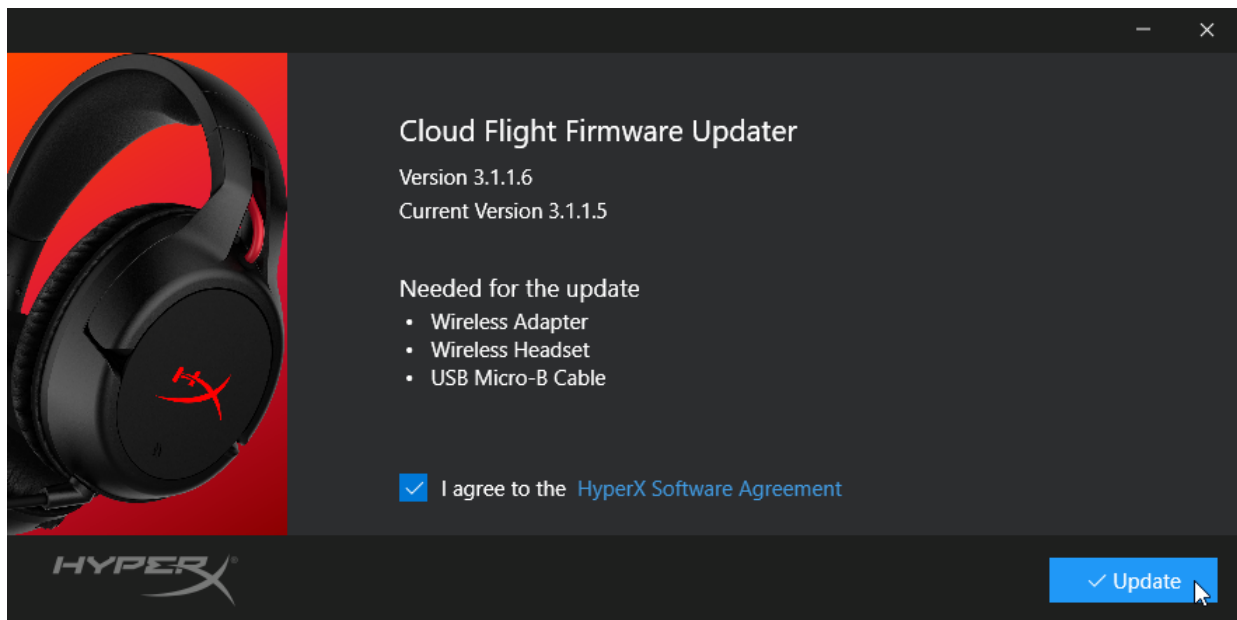 Cloud Flight Firmware Updater
Version 3.1.1.6
Current Version 3.1.1.5
Needed for the update
• Wireless Adapter
• Wireless Headset
• USB Micro-B Cable
I agree to the HyperX Software Agreement
HYPERX
Update